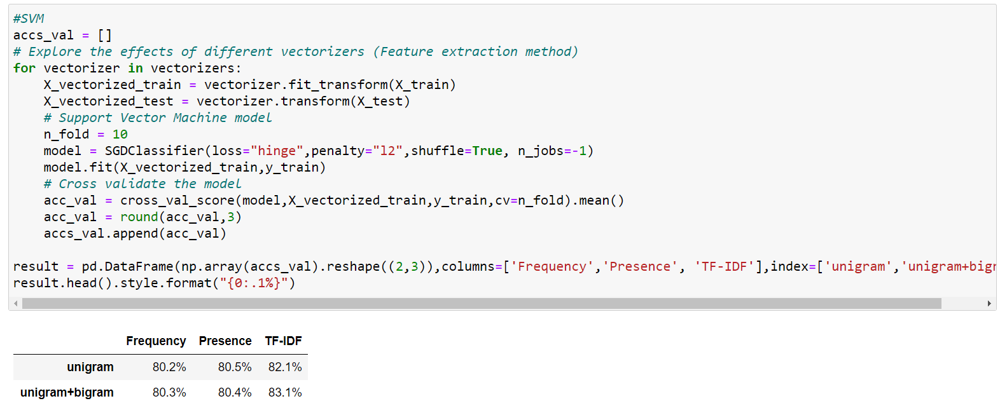 #SVM
accs_val = []
# Explore the effects of different vectorizers (Feature extraction method)
for vectorizer in vectorizers:
    X_vectorized_train = vectorizer.fit_transform(X_train)
    X_vectorized_test = vectorizer.transform(X_test)
    # Support Vector Machine model
    n_fold = 10
    model = SGDClassifier(loss="hinge",penalty="l2",shuffle=True, n_jobs=-1)
    model.fit(X_vectorized_train,y_train)
    # Cross validate the model
    acc_val = cross_val_score(model,X_vectorized_train,y_train,cv=n_fold).mean()
    acc_val = round(acc_val,3)
    accs_val.append(acc_val)
result = pd.DataFrame(np.array(accs_val).reshape((2,3)),columns=['Frequency','Presence', 'TF-IDF'],index=['unigram','unigram+bigr
result.head().style.format("{0:.1%}")
Frequency Presence TF-IDF
unigram 80.2% 80.5% 82.1%
unigram+bigram 80.3% 80.4% 83.1%